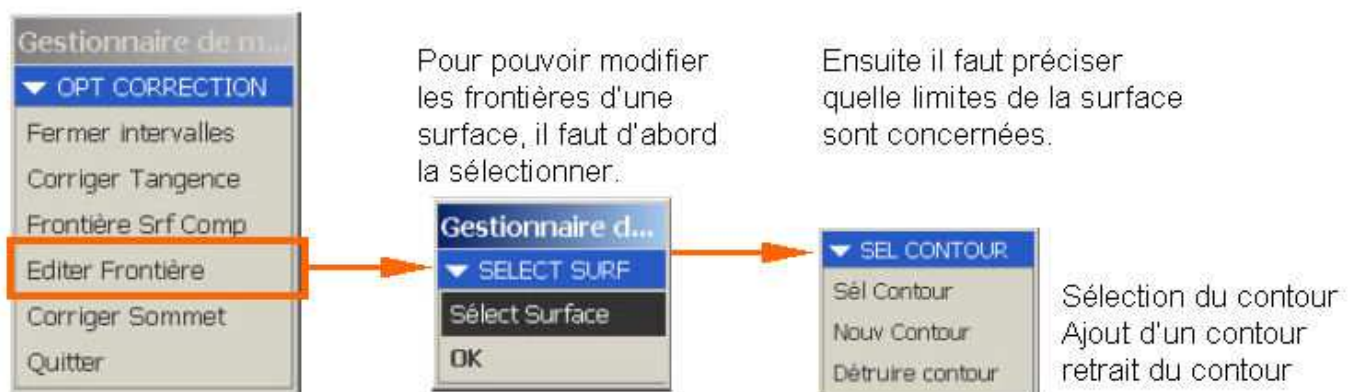 Gestionnaire de m...
OPT CORRECTION
Fermer intervalles
Corriger Tangence
Frontière Srf Comp
Editer Frontière
Corriger Sommet
Quitter
Pour pouvoir modifier
les frontières d'une
surface, il faut d'abord
la sélectionner.
Gestionnaire d...
SELECT SURF
Sélect Surface
OK
Ensuite il faut préciser
quelle limites de la surface
sont concernées.
SEL CONTOUR
Sél Contour
Nouv Contour
Détruire contour
Sélection du contour
Ajout d'un contour
retrait du contour